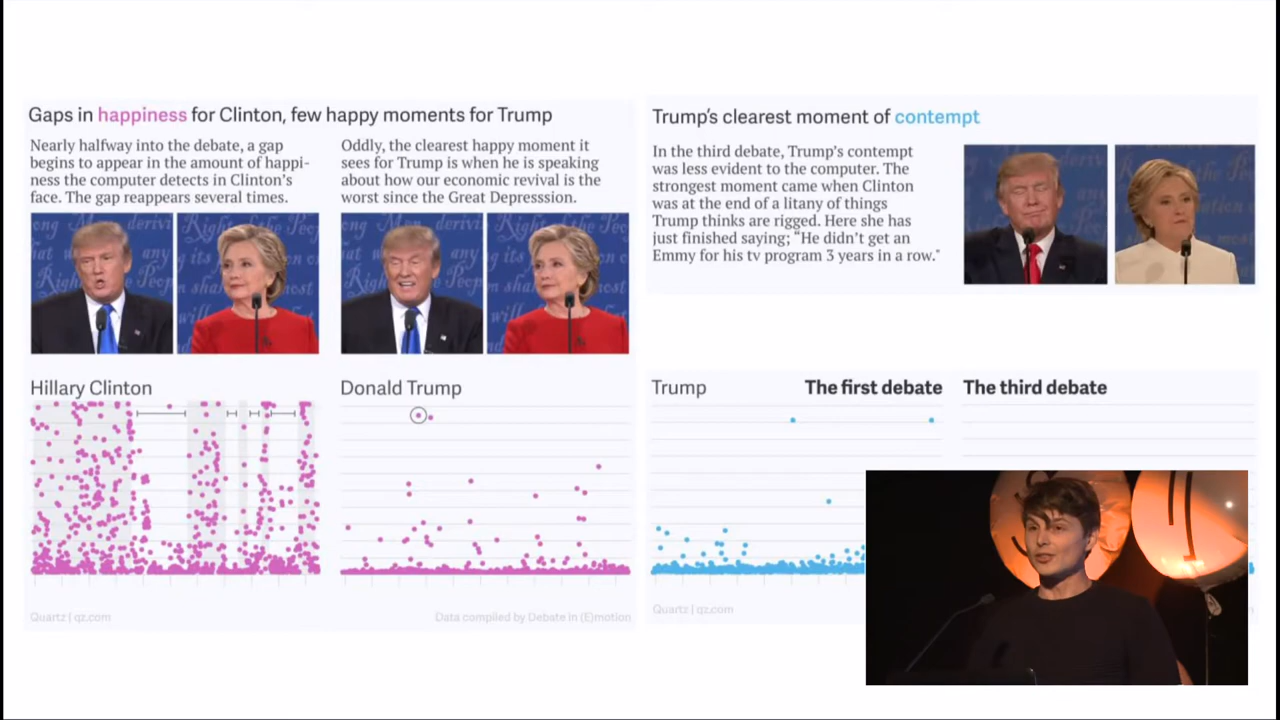 Gaps in happiness for Clinton, few happy moments for Trump
Nearly halfway into the debate, a gap
begins to appear in the amount of happi-
ness the computer detects in Clinton's
face. The gap reappears several times.
Oddly, the clearest happy moment it
sees for Trump is when he is speaking
about how our economic revival is the
worst since the Great Depresssion.
Hillary Clinton
Donald Trump
Quartz | qz.com
Data compiled by Debate in (E)motion
Trump's clearest moment of contempt
In the third debate, Trump's contempt
was less evident to the computer. The
strongest moment came when Clinton
was at the end of a litany of things
Trump thinks are rigged. Here she has
just finished saying; "He didn't get an
Emmy for his tv program 3 years in a row."
Trump
The first debate
The third debate
Quartz | qz.com